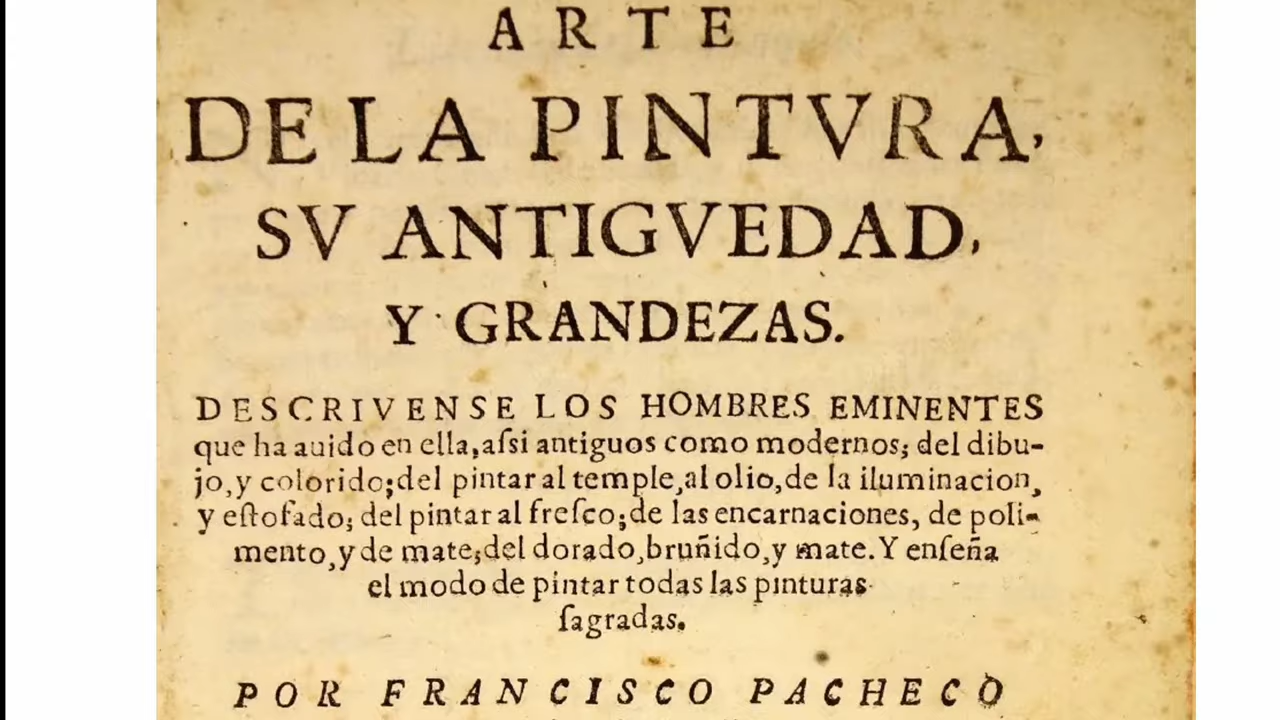 ARTE
DE LA PINTVRA,
SV ANTIGVEDAD,
Y GRANDEZAS.
DESCRIVENSE LOS HOMBRES EMINENTES
que ha auido en ella, aſsi antiguos como modernos; del dibu-
jo, y colorido; del pintar al temple, al olio, de la iluminacion,
y eſtofado; del pintar al freſco; de las encarnaciones, de poli-
mento, y de mate; del dorado, bruñido, y mate. Y enſeña
el modo de pintar todas las pinturas
ſagradas.
POR FRANCISCO PACHECO